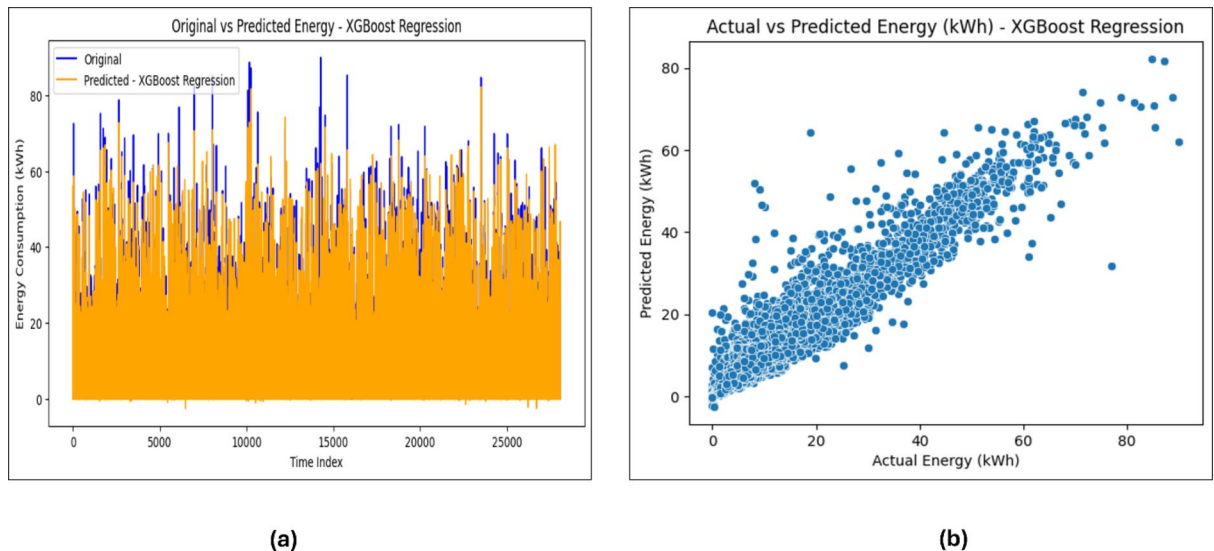 Original vs Predicted Energy - XGBoost Regression
Original
Predicted - XGBoost Regression
Energy Consumption (kWh)
80
60
40
20
0
0 5000 10000 15000 20000 25000
Time Index
(a)
Actual vs Predicted Energy (kWh) - XGBoost Regression
Predicted Energy (kWh)
80
60
40
20
0
0 20 40 60 80
Actual Energy (kWh)
(b)